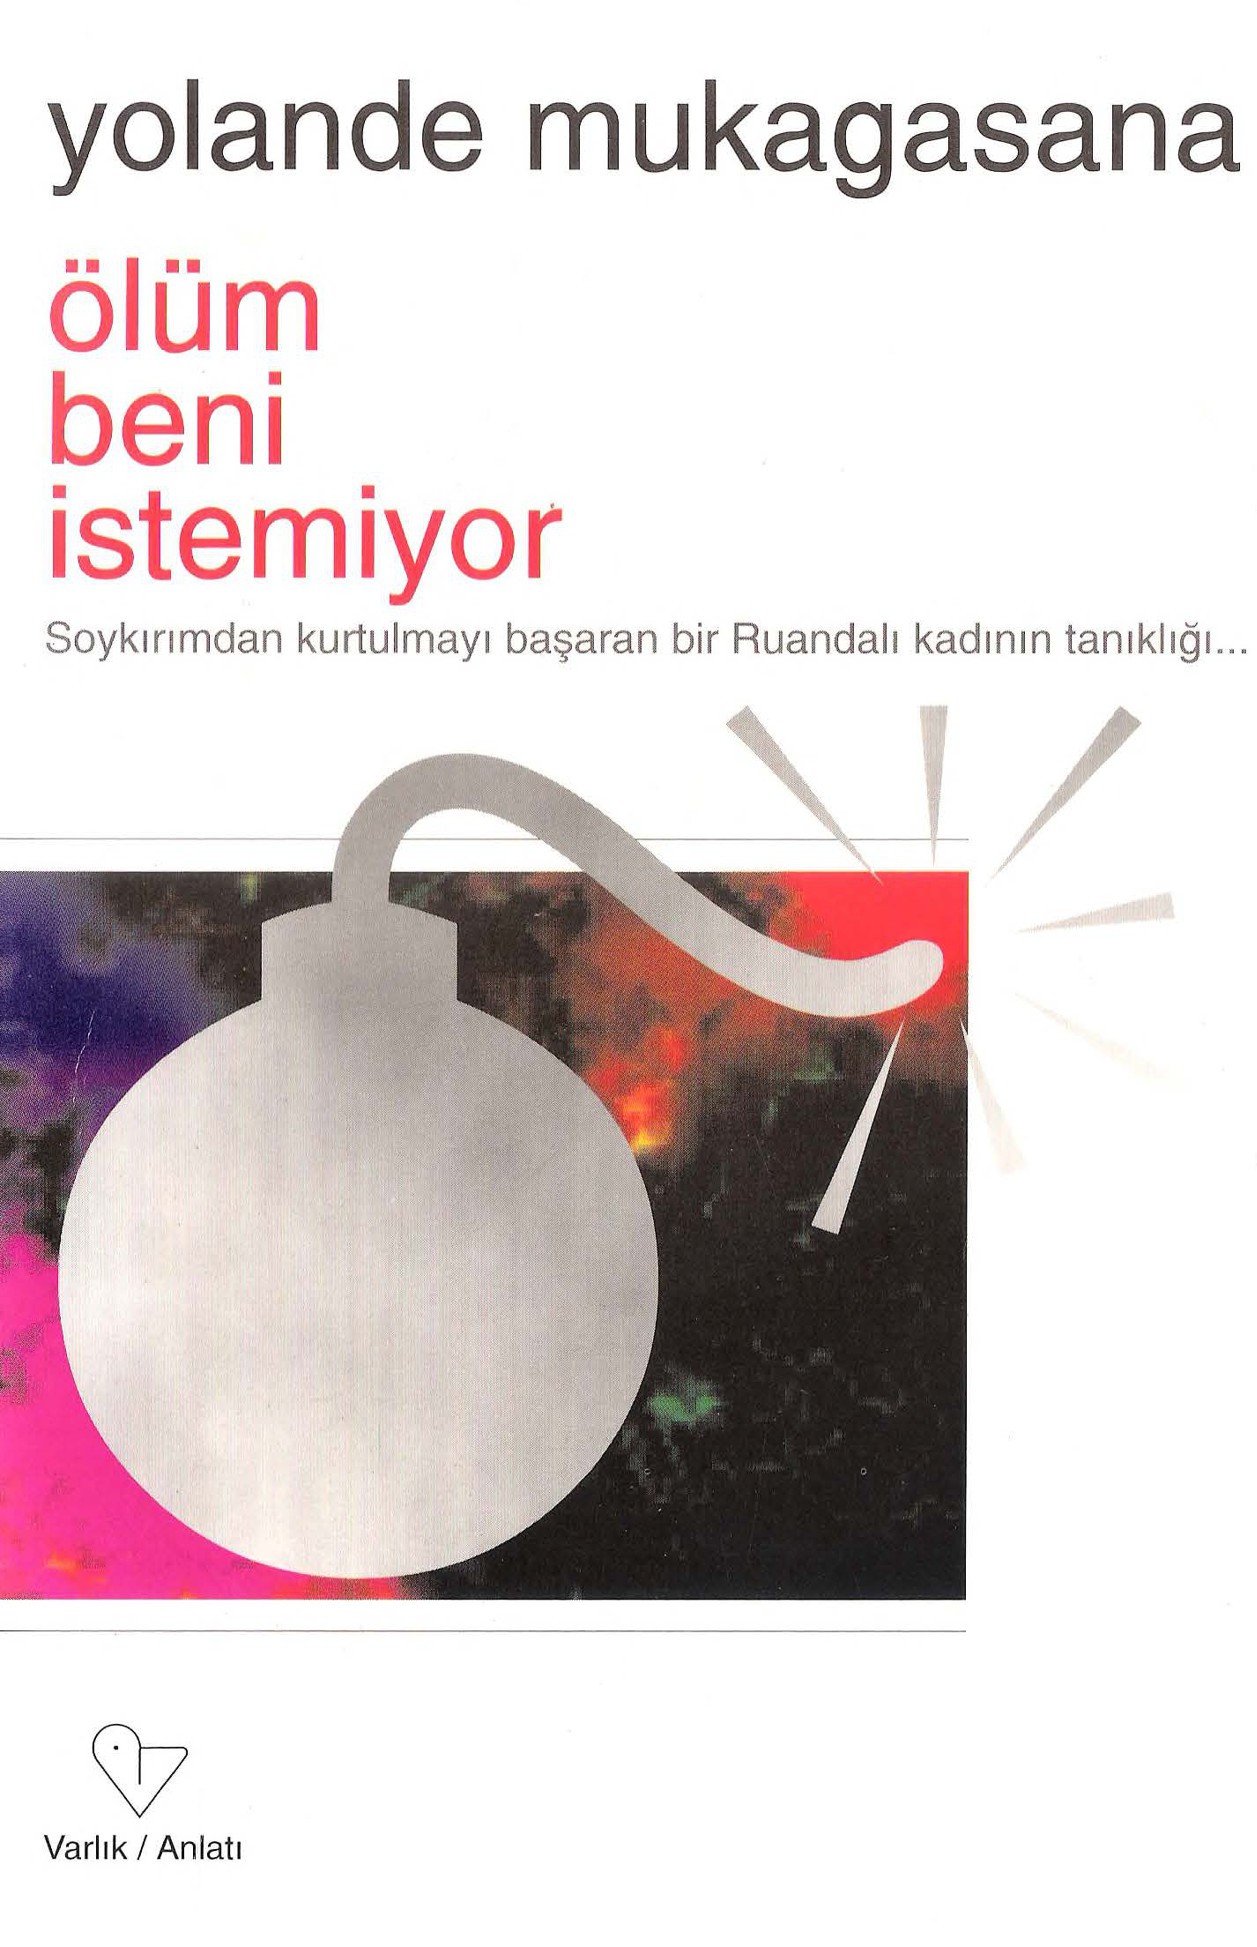 yolande mukagasana
ölüm
beni
istemiyor
Soykırımdan kurtulmayı başaran bir Ruandalı kadının tanıklığı...
Varlık / Anlatı